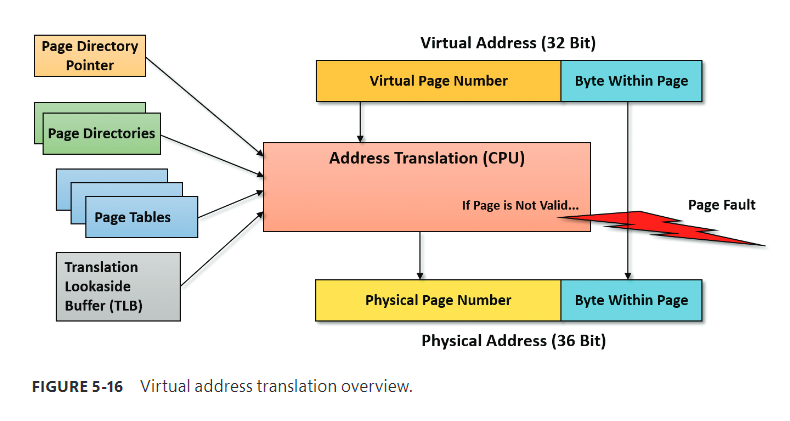 Page Directory
Pointer
Page Directories
Page Tables
Translation
Lookaside
Buffer (TLB)
Virtual Address (32 Bit)
Virtual Page Number
Byte Within Page
Address Translation (CPU)
If Page is Not Valid...
Page Fault
Physical Page Number
Byte Within Page
Physical Address (36 Bit)
FIGURE 5-16 Virtual address translation overview.